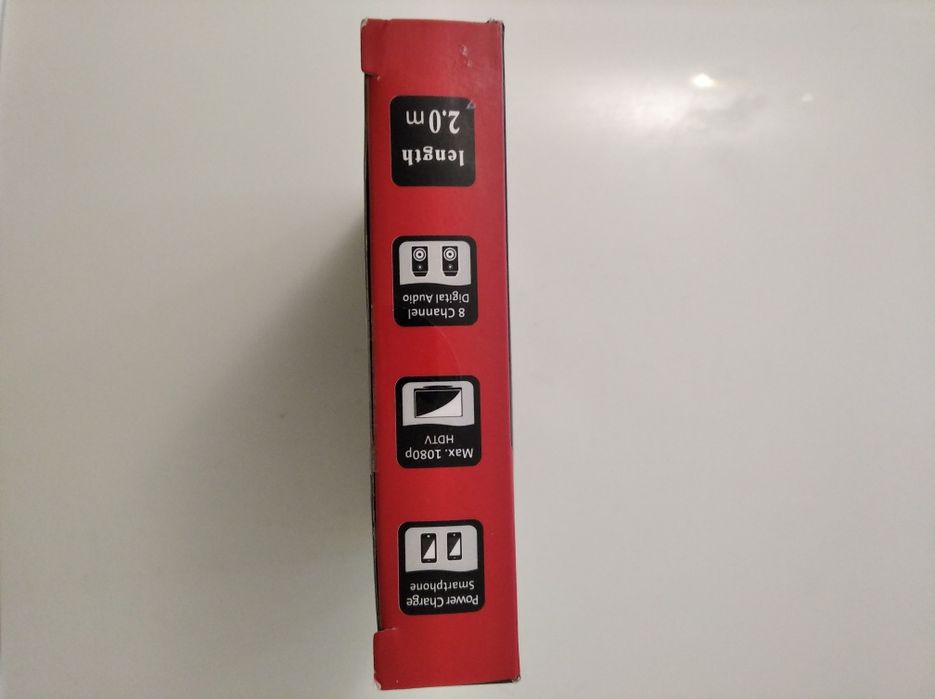 Power Charge
Smartphone
Max. 1080p
HDTV
8 Channel
Digital Audio
length
2.0 m